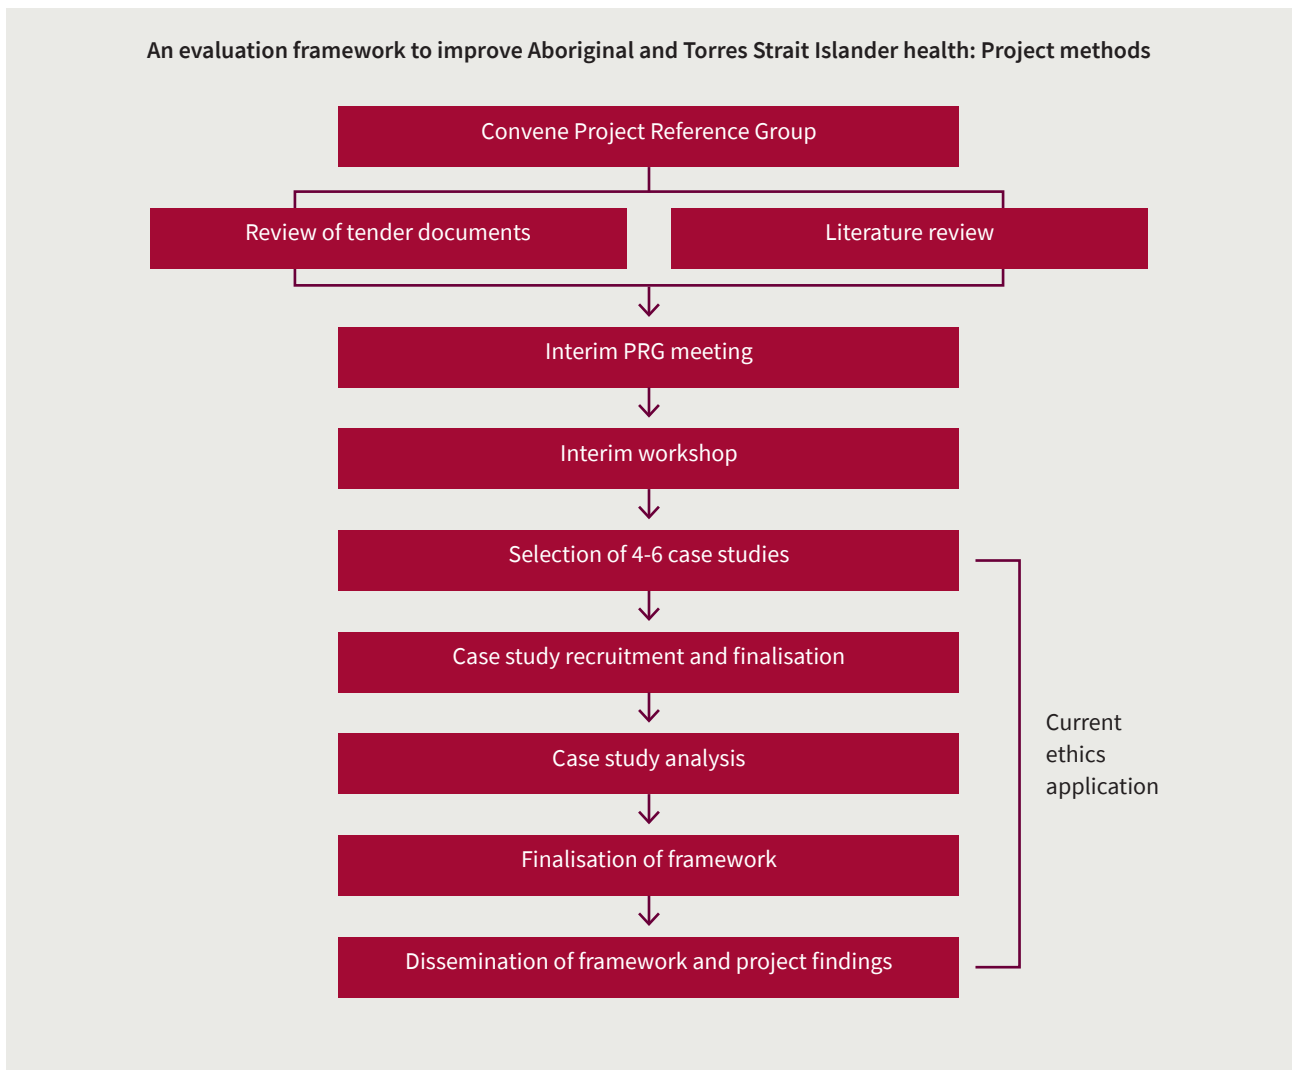 An evaluation framework to improve Aboriginal and Torres Strait Islander health: Project methods
Convene Project Reference Group
Review of tender documents
Literature review
Interim PRG meeting
Interim workshop
Selection of 4-6 case studies
Case study recruitment and finalisation
Case study analysis
Finalisation of framework
Dissemination of framework and project findings
Current
ethics
application